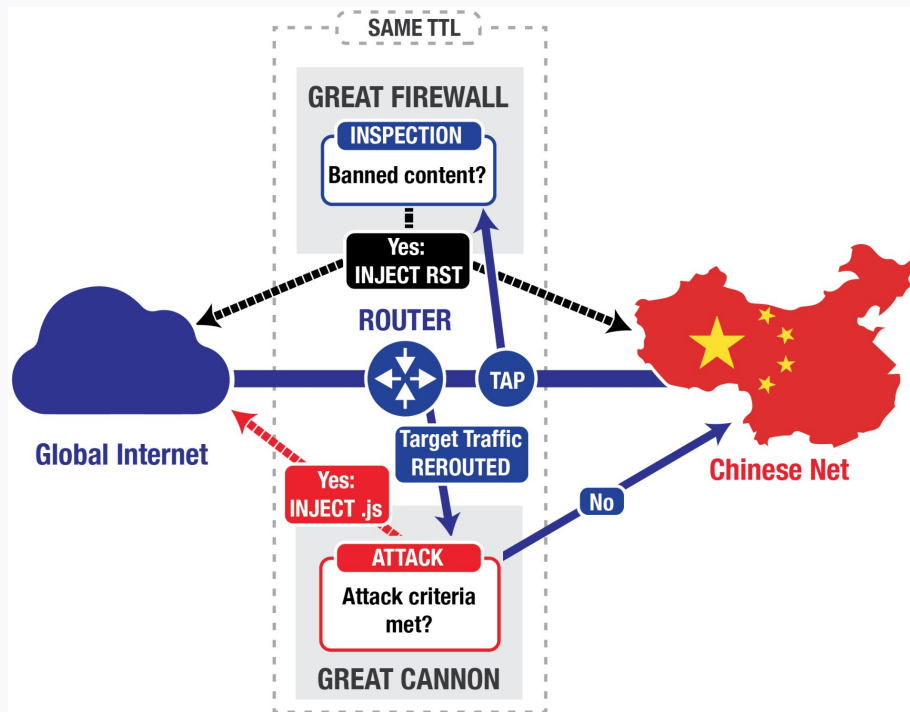 SAME TTL
GREAT FIREWALL
INSPECTION
Banned content?
Yes:
INJECT RST
ROUTER
TAP
Global Internet
Target Traffic
REROUTED
Chinese Net
Yes:
INJECT .js
No
ATTACK
Attack criteria
met?
GREAT CANNON